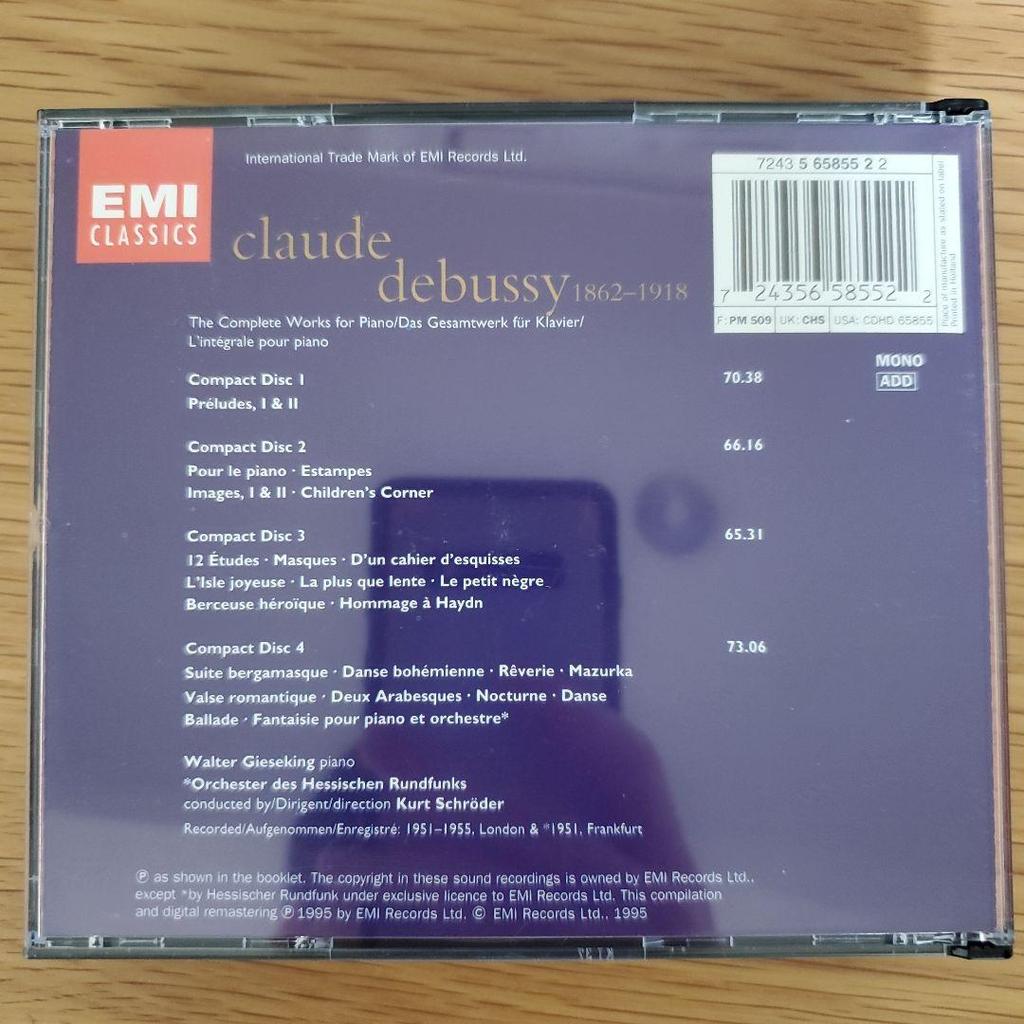 EMI
CLASSICS
International Trade Mark of EMI Records Ltd.
7243 5 65855 2 2
7 24356 58552 2
F: PM 509 UK: CHS USA: CDHD 65855
Place of manufacture as stated on label
Printed in Holland
claude
debussy 1862–1918
The Complete Works for Piano/Das Gesamtwerk für Klavier/
L'intégrale pour piano
MONO
ADD
Compact Disc 1 70.38
Préludes, I & II
Compact Disc 2 66.16
Pour le piano · Estampes
Images, I & II · Children's Corner
Compact Disc 3 65.31
12 Études · Masques · D'un cahier d'esquisses
L'Isle joyeuse · La plus que lente · Le petit nègre
Berceuse héroïque · Hommage à Haydn
Compact Disc 4 73.06
Suite bergamasque · Danse bohémienne · Rêverie · Mazurka
Valse romantique · Deux Arabesques · Nocturne · Danse
Ballade · Fantaisie pour piano et orchestre*
Walter Gieseking piano
*Orchester des Hessischen Rundfunks
conducted by/Dirigent/direction Kurt Schröder
Recorded/Aufgenommen/Enregistré: 1951–1955, London & *1951, Frankfurt
℗ as shown in the booklet. The copyright in these sound recordings is owned by EMI Records Ltd.,
except *by Hessischer Rundfunk under exclusive licence to EMI Records Ltd. This compilation
and digital remastering ℗ 1995 by EMI Records Ltd. © EMI Records Ltd., 1995